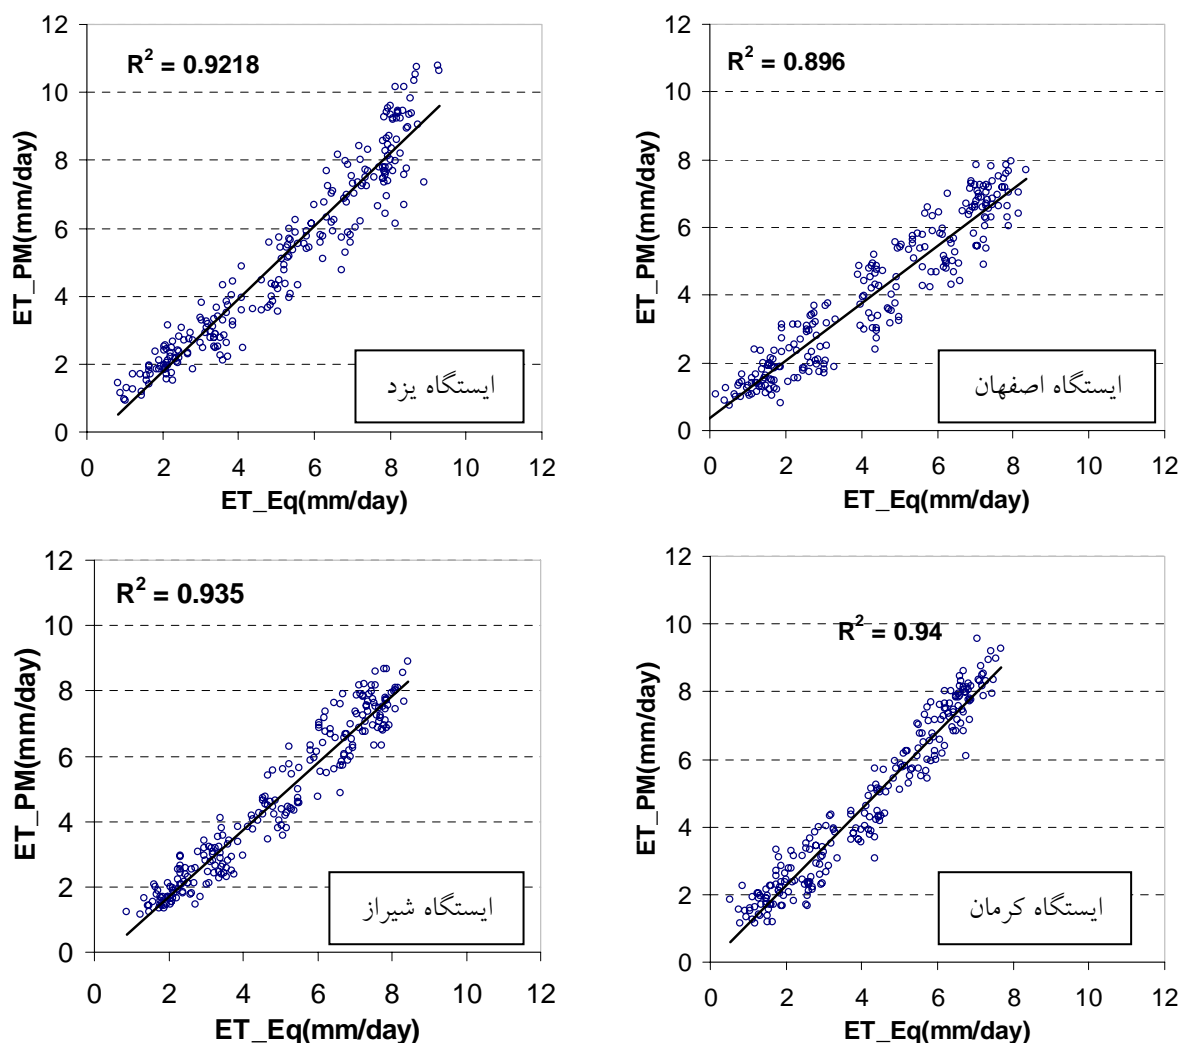 R² = 0.9218
ET_PM(mm/day)
12
10
8
6
4
2
0
ایستگاه یزد
0 2 4 6 8 10 12
ET_Eq(mm/day)
R² = 0.896
ET_PM(mm/day)
12
10
8
6
4
2
0
ایستگاه اصفهان
0 2 4 6 8 10 12
ET_Eq(mm/day)
R² = 0.935
ET_PM(mm/day)
12
10
8
6
4
2
0
ایستگاه شیراز
0 2 4 6 8 10 12
ET_Eq(mm/day)
R² = 0.94
ET_PM(mm/day)
12
10
8
6
4
2
0
ایستگاه کرمان
0 2 4 6 8 10 12
ET_Eq(mm/day)